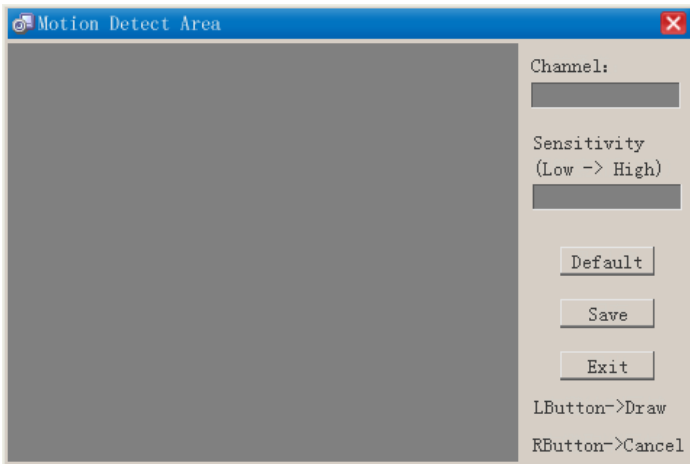 Motion Detect Area
Channel:
Sensitivity
(Low -> High)
Default
Save
Exit
LButton->Draw
RButton->Cancel